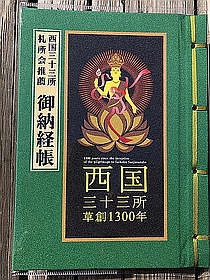 西国三十三所
札所会推薦
御納経帳
1300 years since the inception
of the pilgrimage to Saikoku Sanjusansho
西国
三十三所
草創1300年